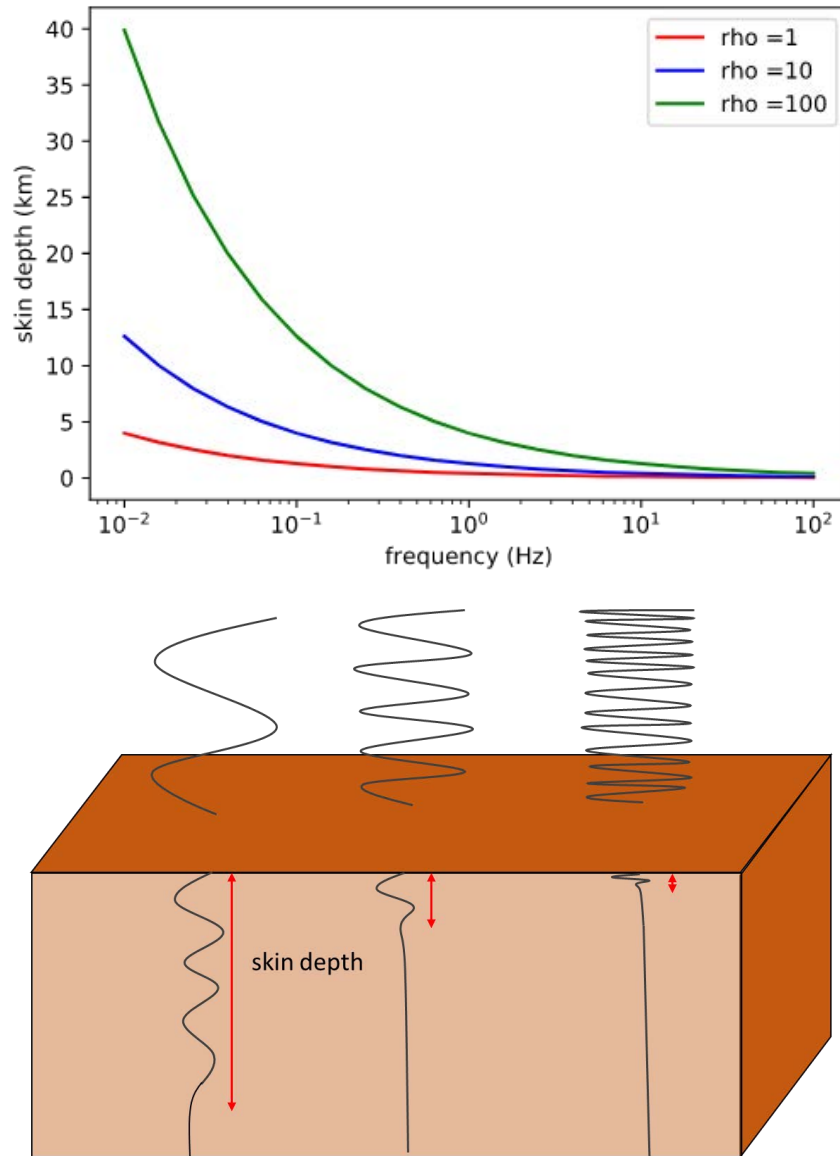 40
35
30
25
20
15
10
5
0
skin depth (km)
rho =1
rho =10
rho =100
10⁻²
10⁻¹
10⁰
10¹
10²
frequency (Hz)
skin depth